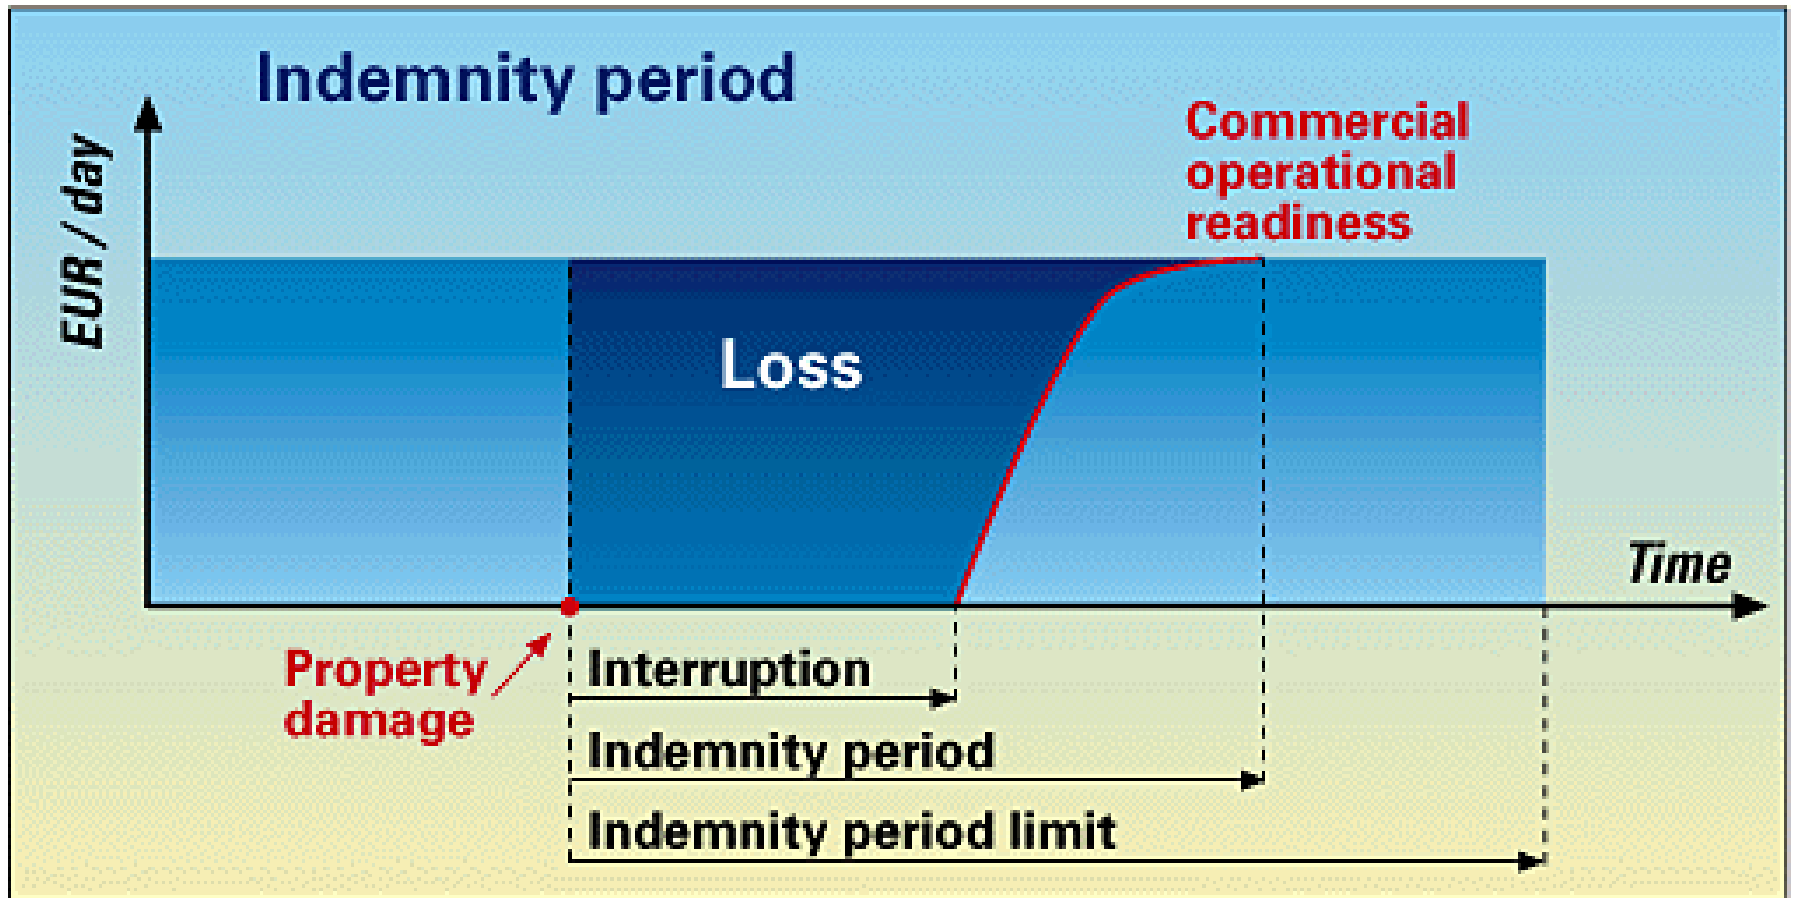 Indemnity period
EUR / day
Commercial
operational
readiness
Loss
Time
Property
damage
Interruption
Indemnity period
Indemnity period limit